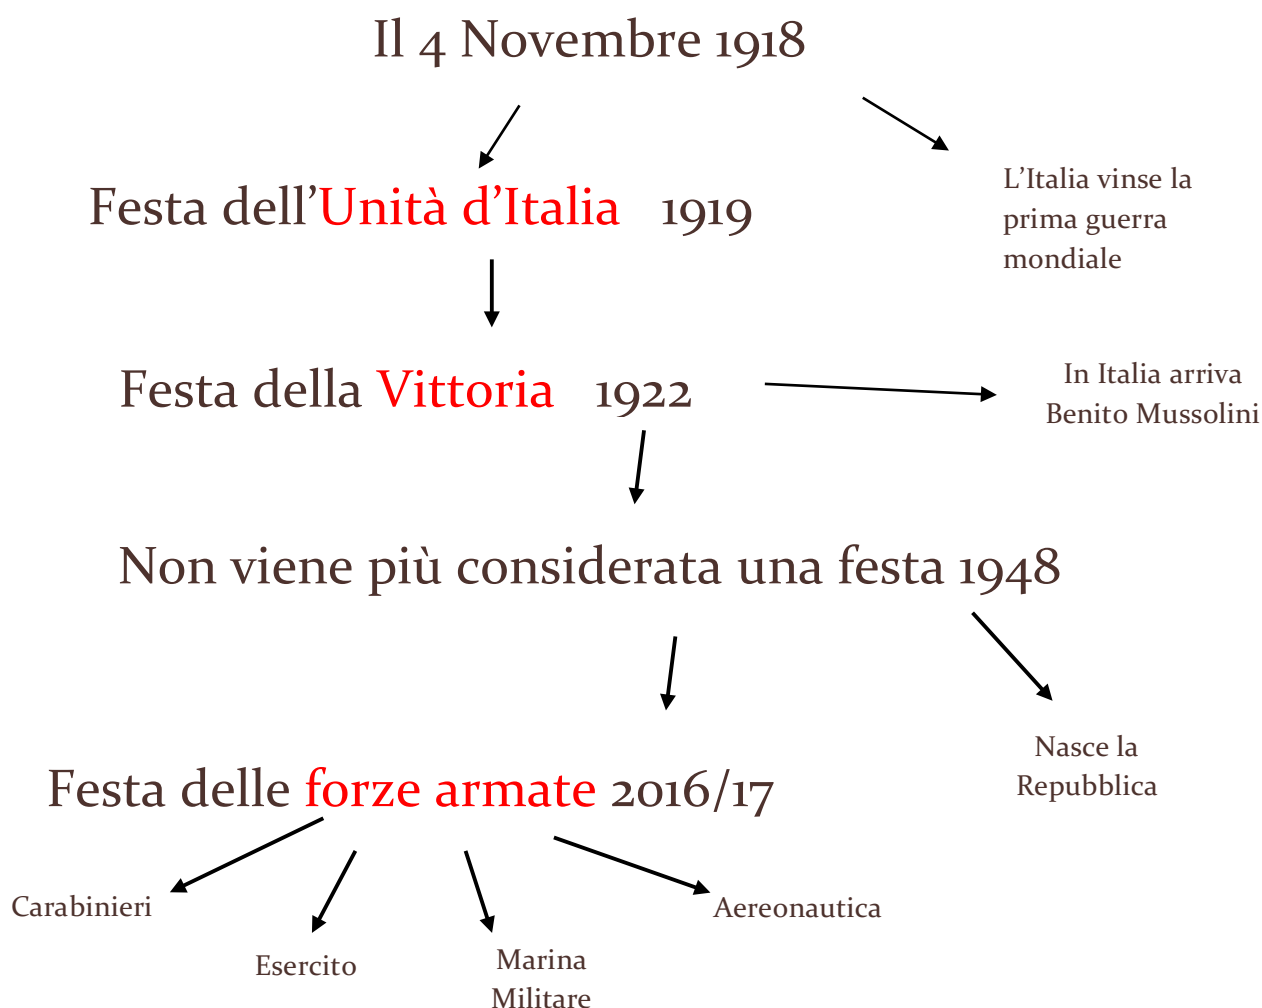 Il 4 Novembre 1918
Festa dell’Unità d’Italia 1919
L’Italia vinse la
prima guerra
mondiale
Festa della Vittoria 1922
In Italia arriva
Benito Mussolini
Non viene più considerata una festa 1948
Nasce la
Repubblica
Festa delle forze armate 2016/17
Carabinieri
Esercito
Marina
Militare
Aereonautica